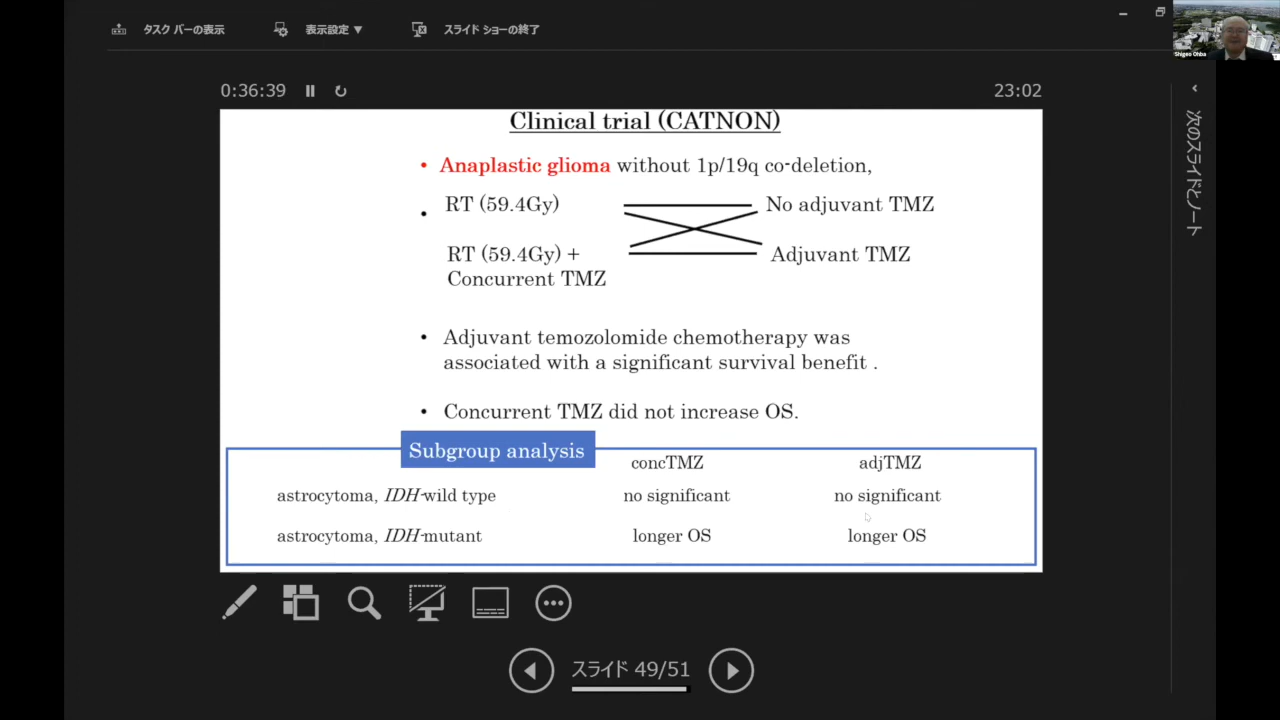 タスク バーの表示
表示設定 ▼
スライド ショーの終了
Shigeo Ohba
0:36:39
23:02
次のスライドとノート
Clinical trial (CATNON)
• Anaplastic glioma without 1p/19q co-deletion,
• RT (59.4Gy)
No adjuvant TMZ
RT (59.4Gy) +
Concurrent TMZ
Adjuvant TMZ
• Adjuvant temozolomide chemotherapy was
associated with a significant survival benefit .
• Concurrent TMZ did not increase OS.
Subgroup analysis
concTMZ adjTMZ
astrocytoma, IDH-wild type no significant no significant
astrocytoma, IDH-mutant longer OS longer OS
スライド 49/51